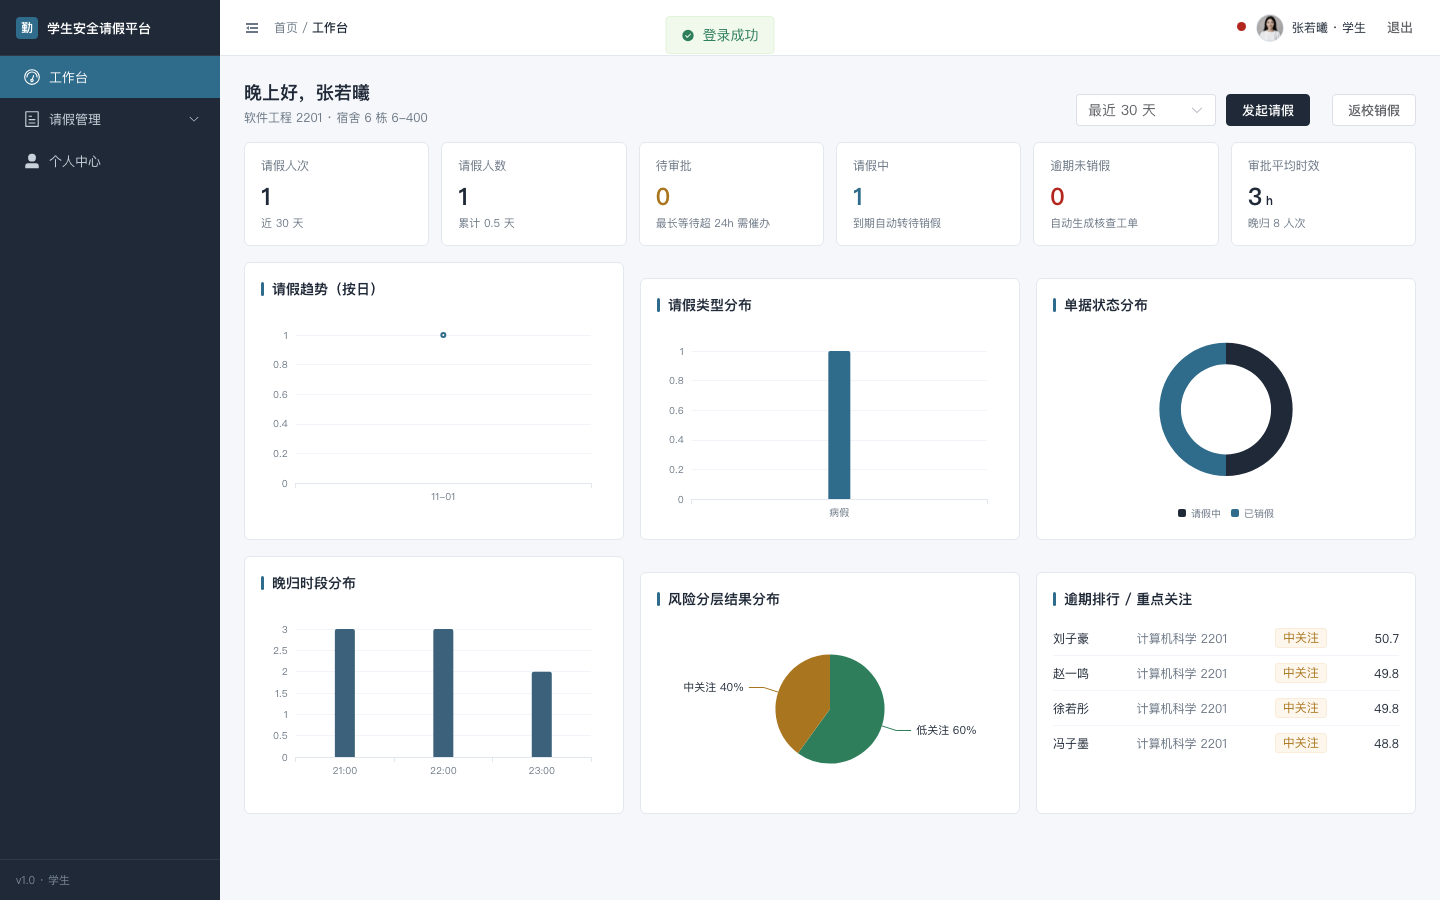 勤 学生安全请假平台
工作台
请假管理
个人中心
v1.0 · 学生
首页 / 工作台
登录成功
张若曦 · 学生
退出
晚上好，张若曦
软件工程 2201 · 宿舍 6 栋 6-400
最近 30 天
发起请假
返校销假
请假人次
1
近 30 天
请假人数
1
累计 0.5 天
待审批
0
最长等待超 24h 需催办
请假中
1
到期自动转待销假
逾期未销假
0
自动生成核查工单
审批平均时效
3 h
晚归 8 人次
请假趋势（按日）
1
0.8
0.6
0.4
0.2
0
11-01
请假类型分布
1
0.8
0.6
0.4
0.2
0
病假
单据状态分布
请假中 已销假
晚归时段分布
3
2.5
2
1.5
1
0.5
0
21:00 22:00 23:00
风险分层结果分布
中关注 40%
低关注 60%
逾期排行 / 重点关注
刘子豪 计算机科学 2201 中关注 50.7
赵一鸣 计算机科学 2201 中关注 49.8
徐若彤 计算机科学 2201 中关注 49.8
冯子墨 计算机科学 2201 中关注 48.8